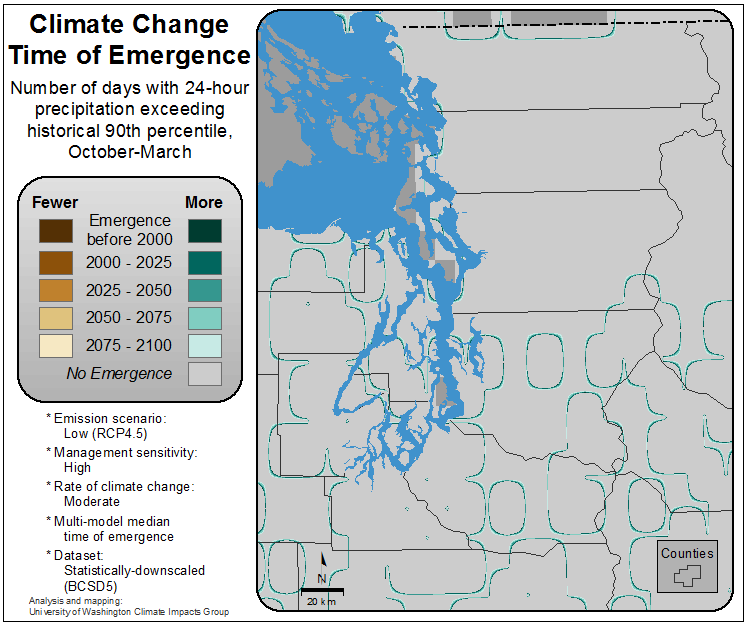 Climate Change
Time of Emergence
Number of days with 24-hour
precipitation exceeding
historical 90th percentile,
October-March
Fewer More
Emergence
before 2000
2000 - 2025
2025 - 2050
2050 - 2075
2075 - 2100
No Emergence
* Emission scenario:
Low (RCP4.5)
* Management sensitivity:
High
* Rate of climate change:
Moderate
* Multi-model median
time of emergence
* Dataset:
Statistically-downscaled
(BCSD5)
Analysis and mapping:
University of Washington Climate Impacts Group
N
20 km
Counties